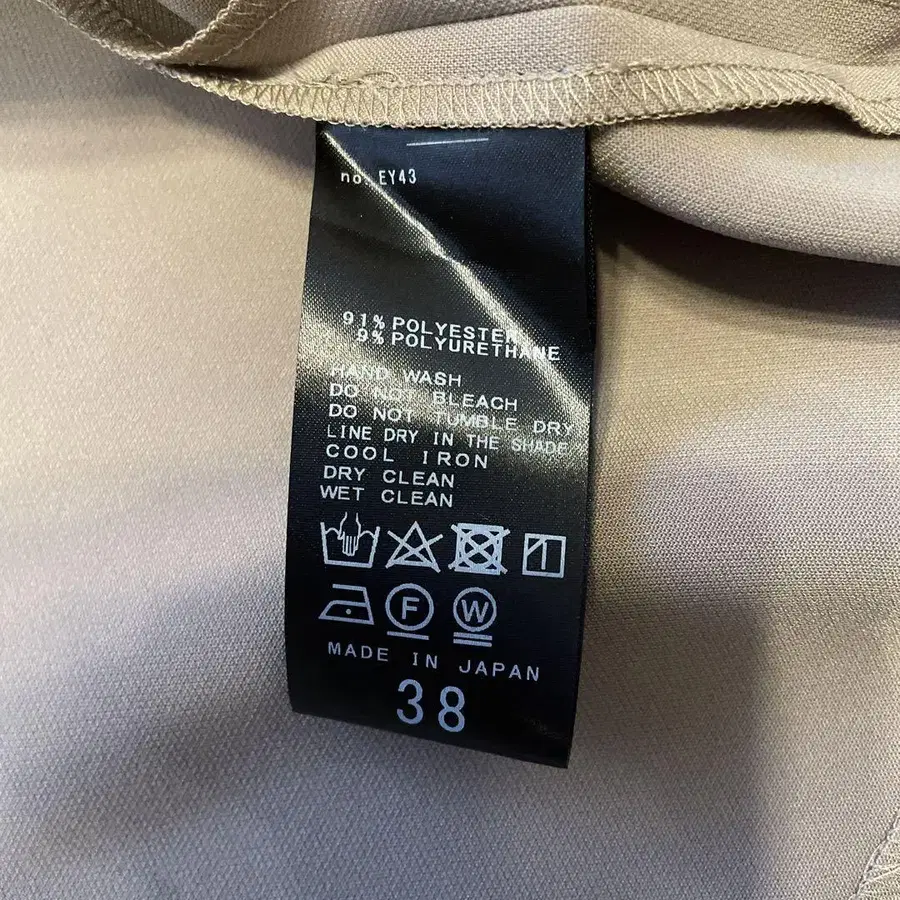 no. EY43
91% POLYESTER
9% POLYURETHANE
HAND WASH
DO NOT BLEACH
DO NOT TUMBLE DRY
LINE DRY IN THE SHADE
COOL IRON
DRY CLEAN
WET CLEAN
F W
MADE IN JAPAN
38